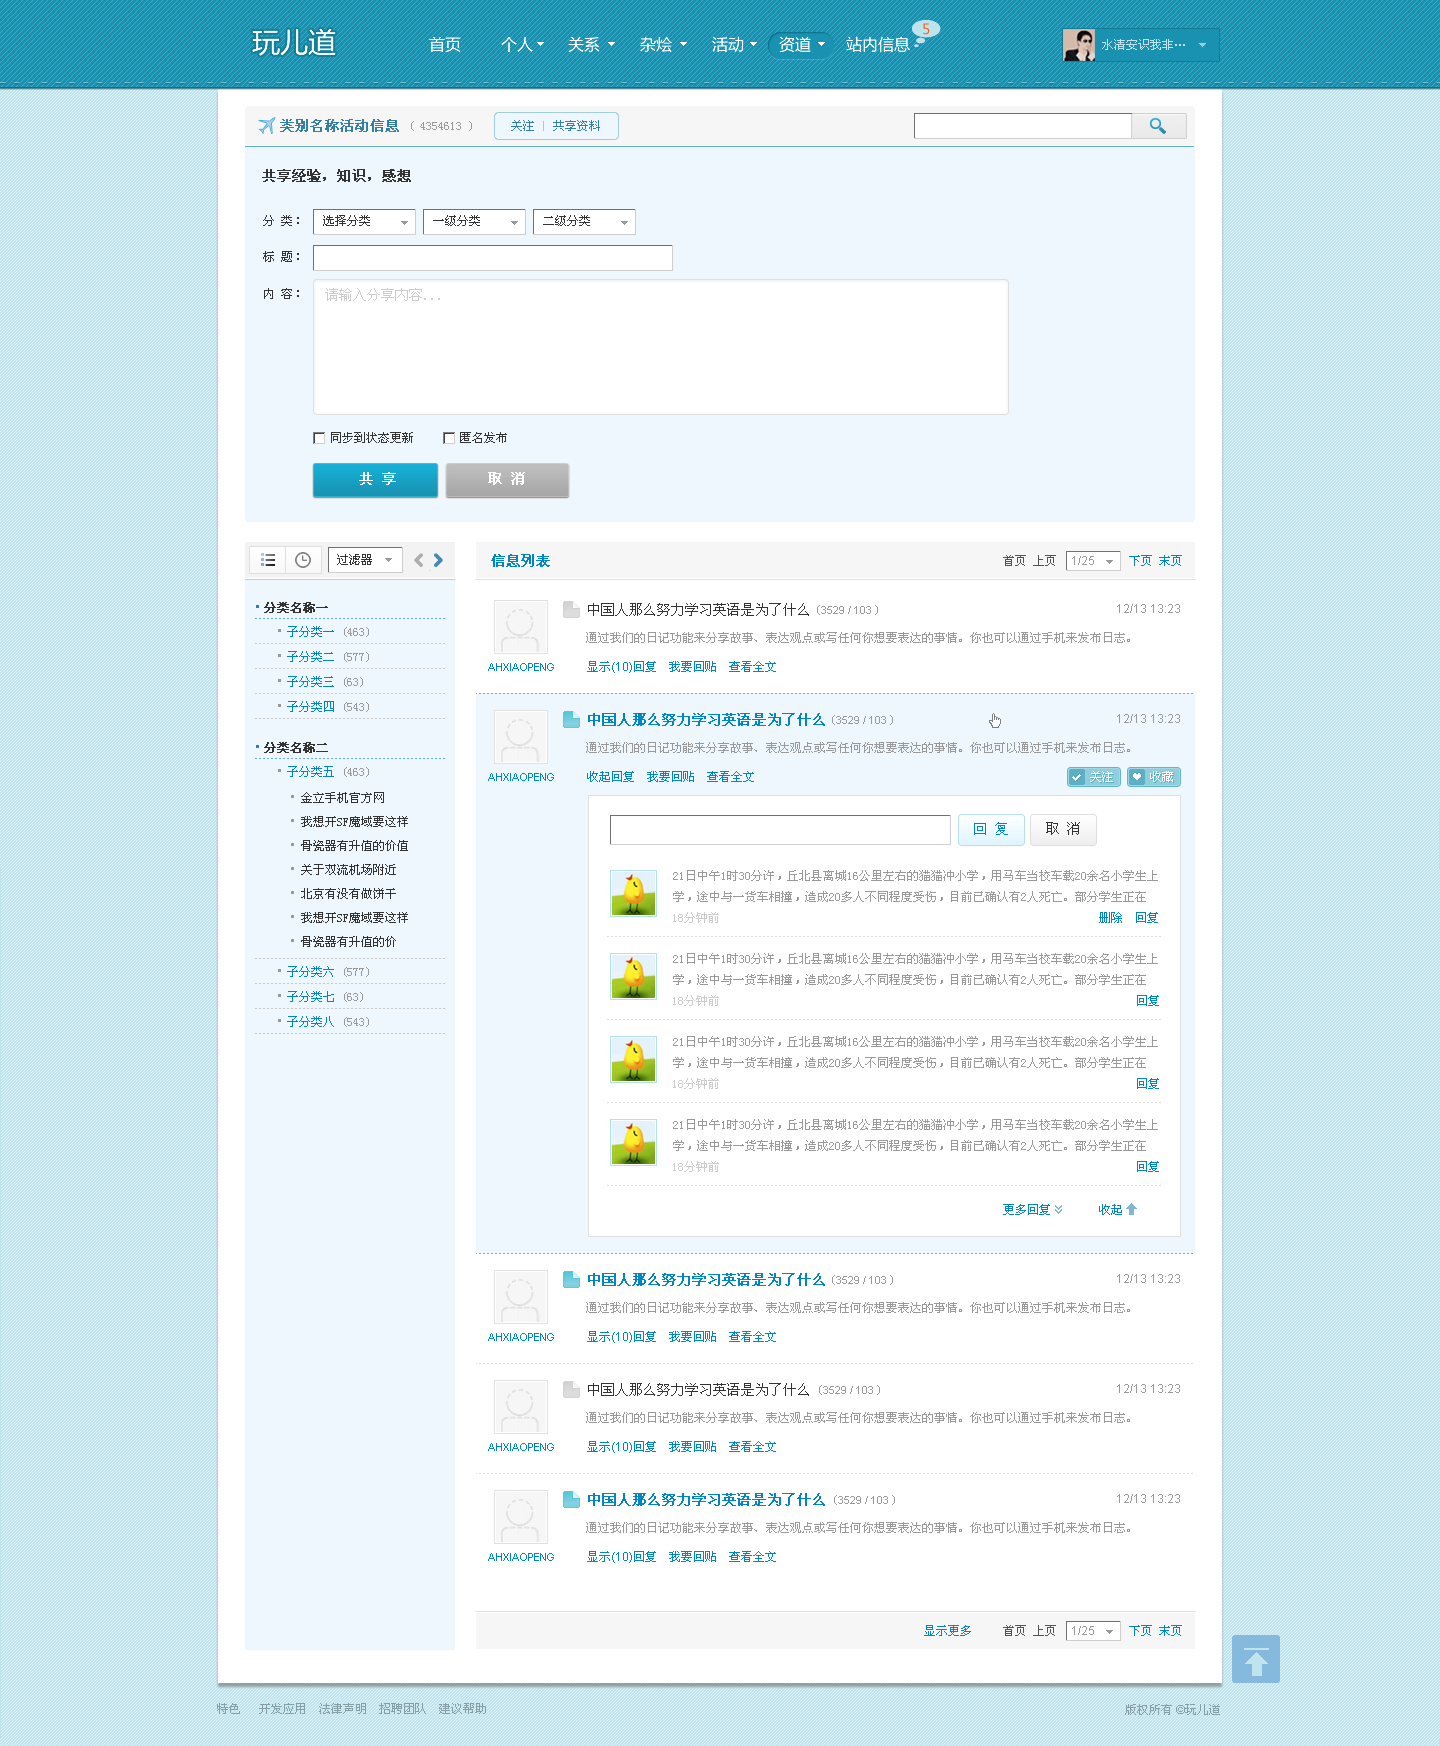 玩儿道
首页 个人 关系 杂烩 活动 资道 站内信息 5
水清安识我非…
类别名称活动信息 ( 4354613 ) 关注 | 共享资料
共享经验，知识，感想
分 类： 选择分类 一级分类 二级分类
标 题：
内 容： 请输入分享内容...
同步到状态更新 匿名发布
共 享 取 消
过滤器
分类名称一
子分类一 (463)
子分类二 (577)
子分类三 (63)
子分类四 (543)
分类名称二
子分类五 (463)
金立手机官方网
我想开SF魔域要这样
骨瓷器有升值的价值
关于双流机场附近
北京有没有做饼干
我想开SF魔域要这样
骨瓷器有升值的价
子分类六 (577)
子分类七 (63)
子分类八 (543)
信息列表 首页 上页 1/25 下页 末页
中国人那么努力学习英语是为了什么 (3529 / 103 ) 12/13 13:23
通过我们的日记功能来分享故事、表达观点或写任何你想要表达的事情。你也可以通过手机来发布日志。
AHXIAOPENG 显示(10)回复 我要回贴 查看全文
中国人那么努力学习英语是为了什么 (3529 / 103 ) 12/13 13:23
通过我们的日记功能来分享故事、表达观点或写任何你想要表达的事情。你也可以通过手机来发布日志。
AHXIAOPENG 收起回复 我要回贴 查看全文 关注 收藏
回 复 取 消
21日中午1时30分许，丘北县离城16公里左右的猫猫冲小学，用马车当校车载20余名小学生上
学，途中与一货车相撞，造成20多人不同程度受伤，目前已确认有2人死亡。部分学生正在
18分钟前 删除 回复
21日中午1时30分许，丘北县离城16公里左右的猫猫冲小学，用马车当校车载20余名小学生上
学，途中与一货车相撞，造成20多人不同程度受伤，目前已确认有2人死亡。部分学生正在
18分钟前 回复
21日中午1时30分许，丘北县离城16公里左右的猫猫冲小学，用马车当校车载20余名小学生上
学，途中与一货车相撞，造成20多人不同程度受伤，目前已确认有2人死亡。部分学生正在
18分钟前 回复
21日中午1时30分许，丘北县离城16公里左右的猫猫冲小学，用马车当校车载20余名小学生上
学，途中与一货车相撞，造成20多人不同程度受伤，目前已确认有2人死亡。部分学生正在
18分钟前 回复
更多回复 收起
中国人那么努力学习英语是为了什么 (3529 / 103 ) 12/13 13:23
通过我们的日记功能来分享故事、表达观点或写任何你想要表达的事情。你也可以通过手机来发布日志。
AHXIAOPENG 显示(10)回复 我要回贴 查看全文
中国人那么努力学习英语是为了什么 (3529 / 103 ) 12/13 13:23
通过我们的日记功能来分享故事、表达观点或写任何你想要表达的事情。你也可以通过手机来发布日志。
AHXIAOPENG 显示(10)回复 我要回贴 查看全文
中国人那么努力学习英语是为了什么 (3529 / 103 ) 12/13 13:23
通过我们的日记功能来分享故事、表达观点或写任何你想要表达的事情。你也可以通过手机来发布日志。
AHXIAOPENG 显示(10)回复 我要回贴 查看全文
显示更多 首页 上页 1/25 下页 末页
特色 开发应用 法律声明 招聘团队 建议帮助 版权所有 ©玩儿道